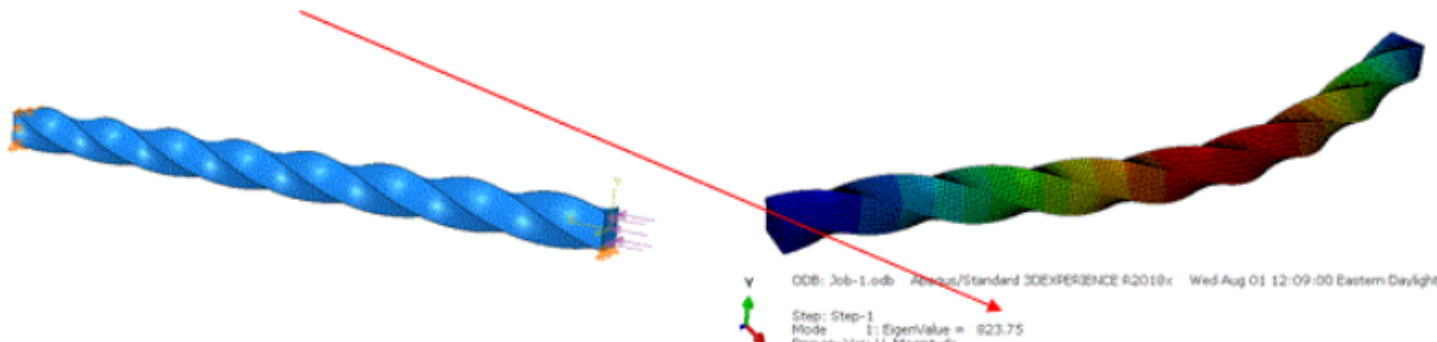 Y
ODB: Job-1.odb Abaqus/Standard 3DEXPERIENCE R2018x Wed Aug 01 12:09:00 Eastern Daylight
Step: Step-1
Mode 1: EigenValue = 823.75